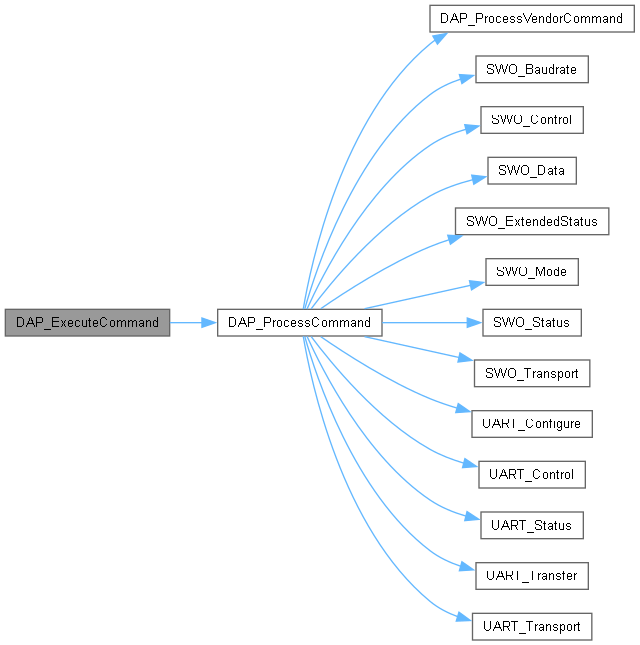 DAP_ProcessVendorCommand
SWO_Baudrate
SWO_Control
SWO_Data
SWO_ExtendedStatus
SWO_Mode
DAP_ExecuteCommand
DAP_ProcessCommand
SWO_Status
SWO_Transport
UART_Configure
UART_Control
UART_Status
UART_Transfer
UART_Transport